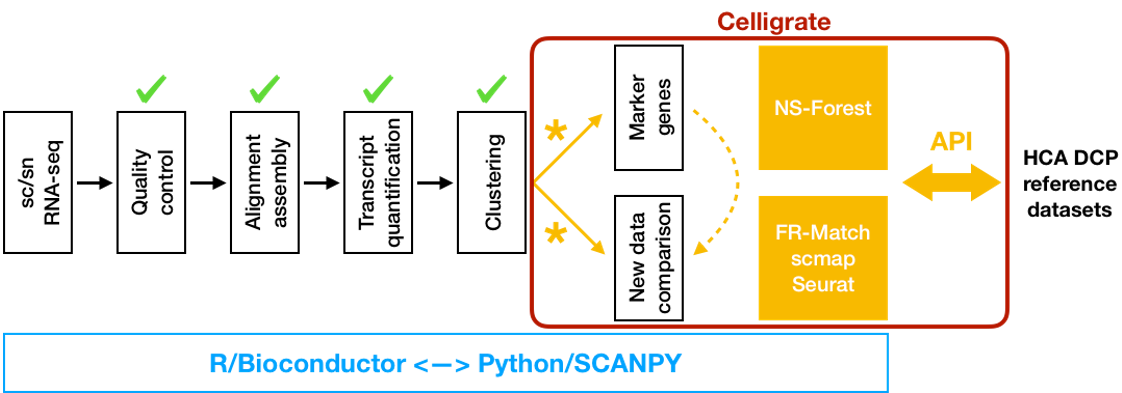 Celligrate
sc/sn
RNA-seq
Quality
control
Alignment
assembly
Transcript
quantification
Clustering
*
*
Marker
genes
New data
comparison
NS-Forest
FR-Match
scmap
Seurat
API
HCA DCP
reference
datasets
R/Bioconductor <—> Python/SCANPY